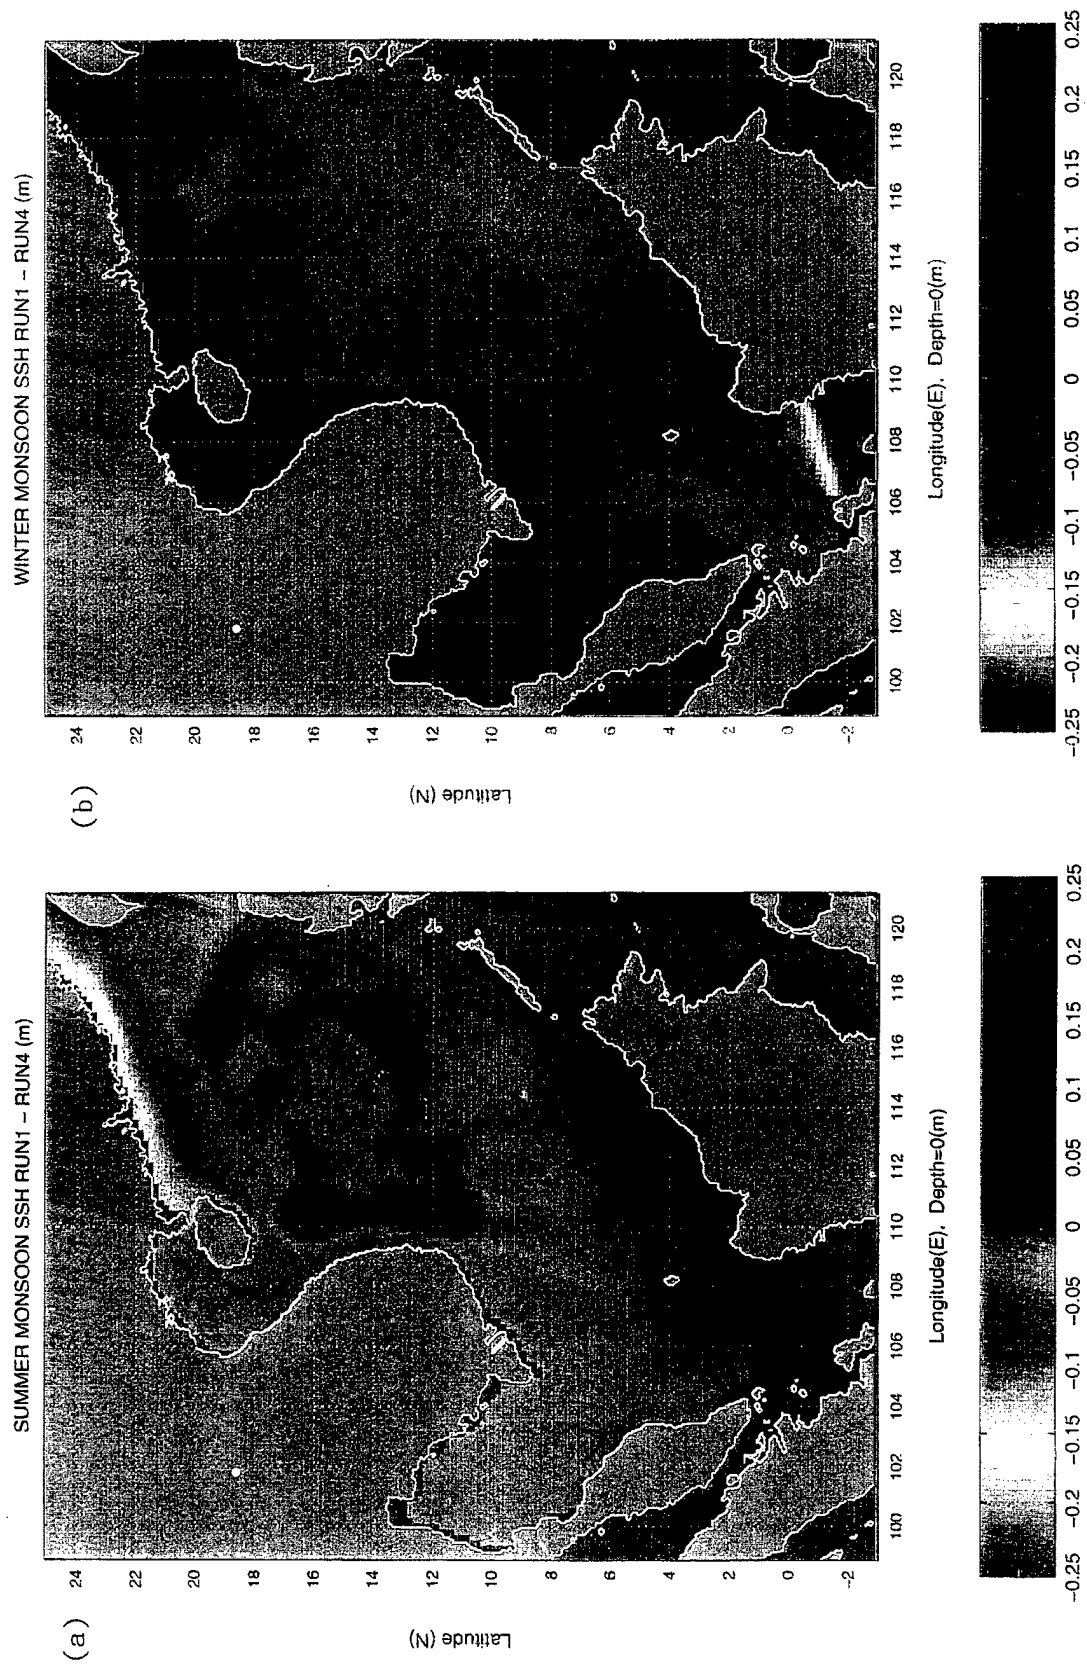 (a)
SUMMER MONSOON SSH RUN1 – RUN4 (m)
Latitude (N)
24
22
20
18
16
14
12
10
8
6
4
2
0
−2
100 102 104 106 108 110 112 114 116 118 120
Longitude(E), Depth=0(m)
−0.25 −0.2 −0.15 −0.1 −0.05 0 0.05 0.1 0.15 0.2 0.25
(b)
WINTER MONSOON SSH RUN1 – RUN4 (m)
Latitude (N)
24
22
20
18
16
14
12
10
8
6
4
2
0
−2
100 102 104 106 108 110 112 114 116 118 120
Longitude(E), Depth=0(m)
−0.25 −0.2 −0.15 −0.1 −0.05 0 0.05 0.1 0.15 0.2 0.25